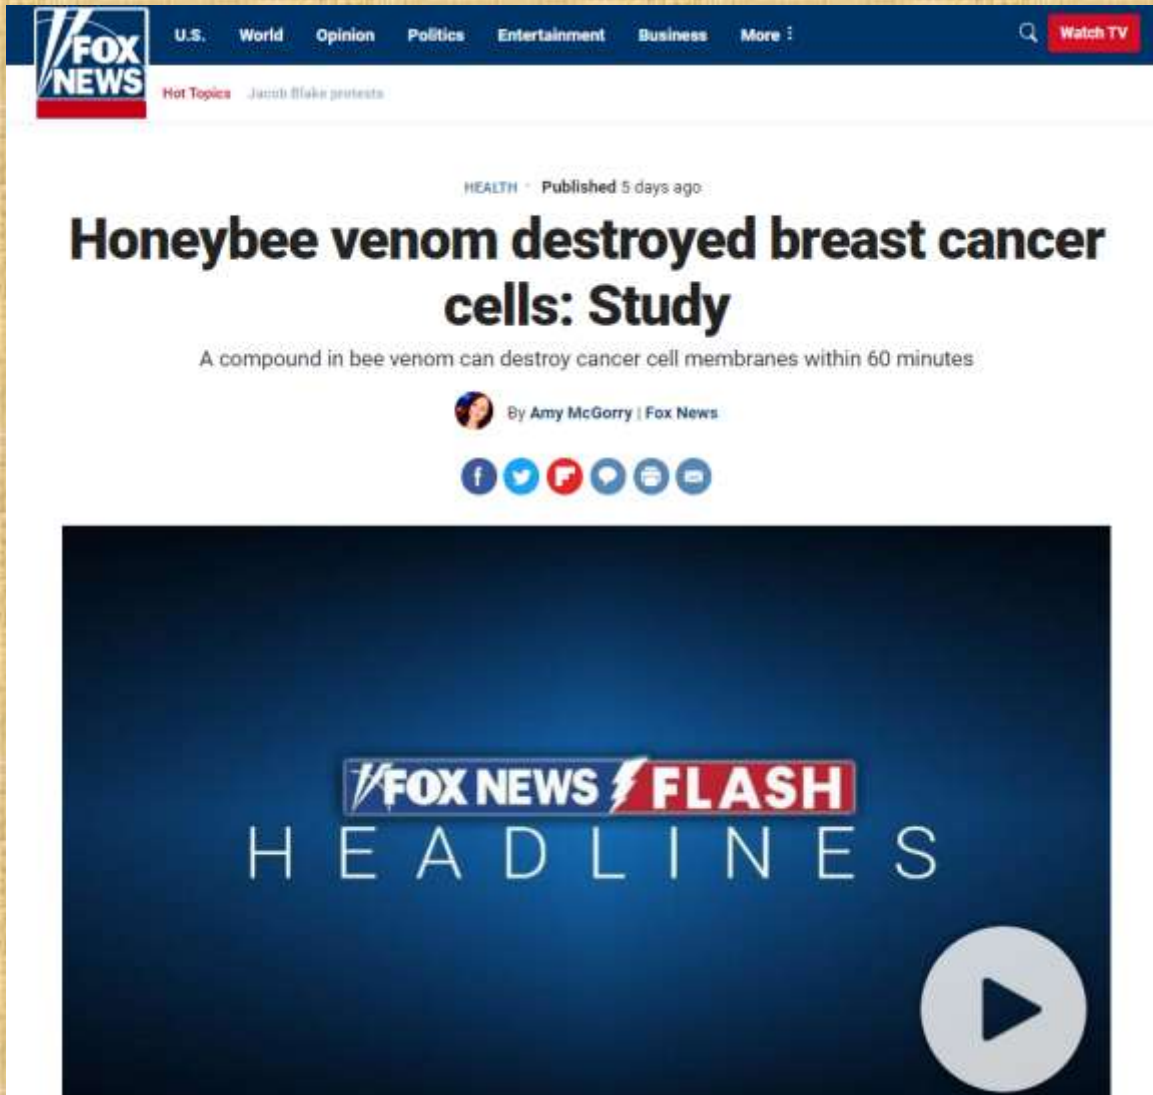 FOX NEWS
U.S. World Opinion Politics Entertainment Business More Watch TV
Hot Topics Jacob Blake protests
HEALTH · Published 5 days ago
Honeybee venom destroyed breast cancer
cells: Study
A compound in bee venom can destroy cancer cell membranes within 60 minutes
By Amy McGorry | Fox News
FOX NEWS FLASH
HEADLINES